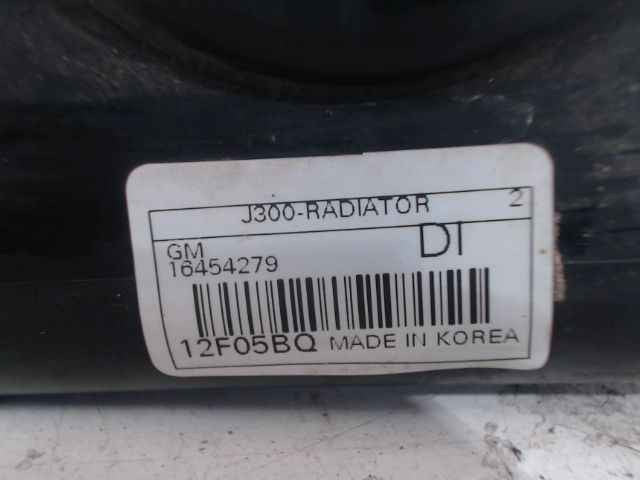 J300-RADIATOR 2
GM DI
16454279
12F05BQ MADE IN KOREA